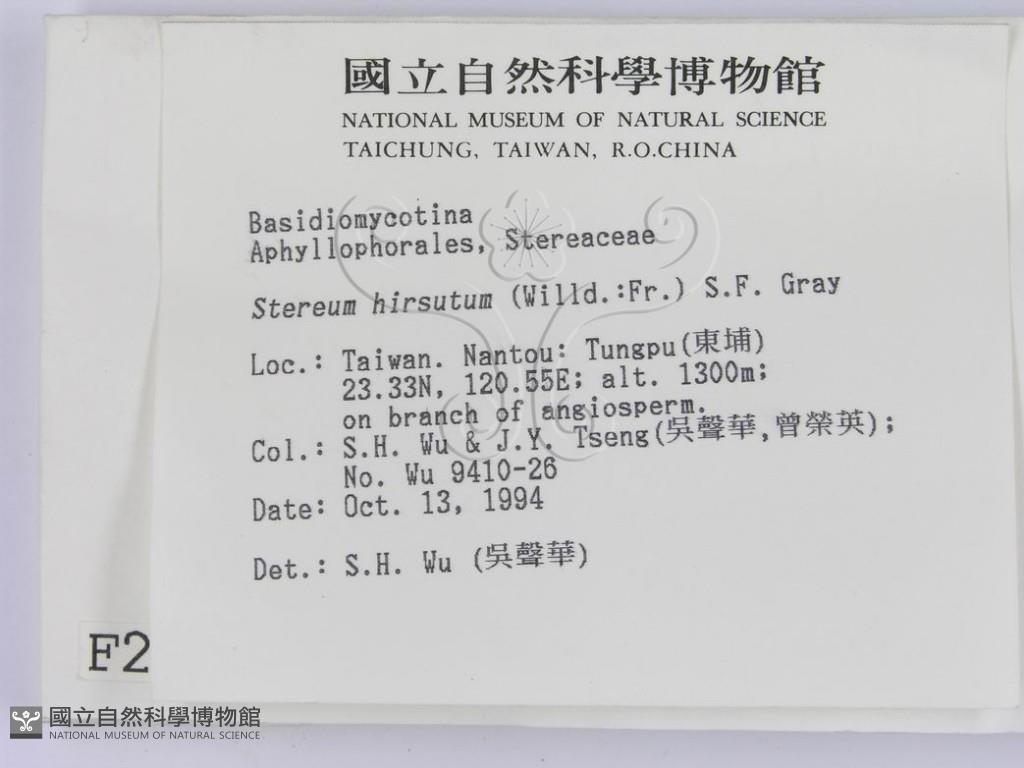 國立自然科學博物館
NATIONAL MUSEUM OF NATURAL SCIENCE
TAICHUNG, TAIWAN, R.O.CHINA
Basidiomycotina
Aphyllophorales, Stereaceae
Stereum hirsutum (Willd.:Fr.) S.F. Gray
Loc.: Taiwan. Nantou: Tungpu(東埔)
23.33N, 120.55E; alt. 1300m;
on branch of angiosperm.
Col.: S.H. Wu & J.Y. Tseng(吳聲華,曾榮英);
No. Wu 9410-26
Date: Oct. 13, 1994
Det.: S.H. Wu (吳聲華)
F2
國立自然科學博物館
NATIONAL MUSEUM OF NATURAL SCIENCE